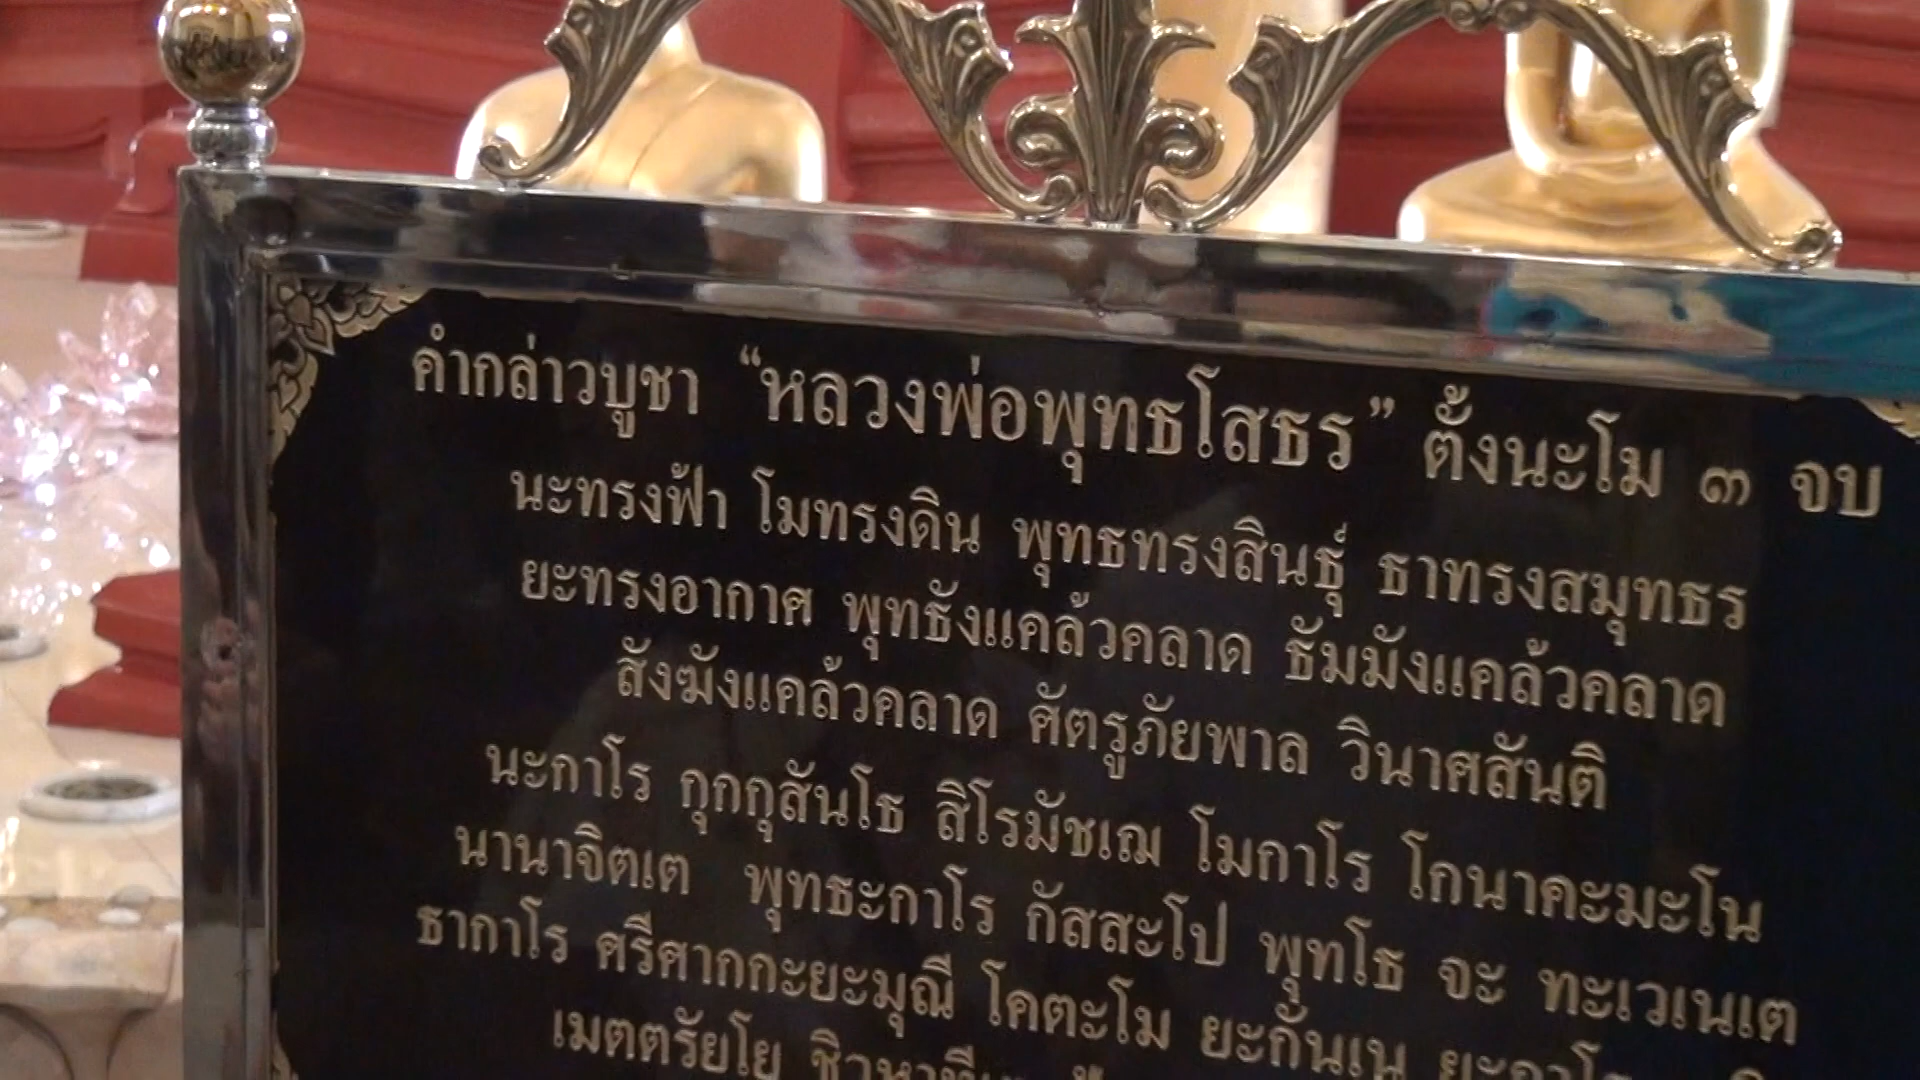 คำกล่าวบูชา “หลวงพ่อพุทธโสธร” ตั้งนะโม ๓ จบ
นะทรงฟ้า โมทรงดิน พุทธทรงสินธุ์ ธาทรงสมุทธร
ยะทรงอากาศ พุทธังแคล้วคลาด ธัมมังแคล้วคลาด
สังฆังแคล้วคลาด ศัตรูภัยพาล วินาศสันติ
นะกาโร กุกกุสันโธ สิโรมัชเฌ โมกาโร โกนาคะมะโน
นานาจิตเต พุทธะกาโร กัสสะโป พุทโธ จะ ทะเวเนเต
ธากาโร ศรีศากกะยะมุณี โคตะโม ยะกันเน
เมตตรัยโย